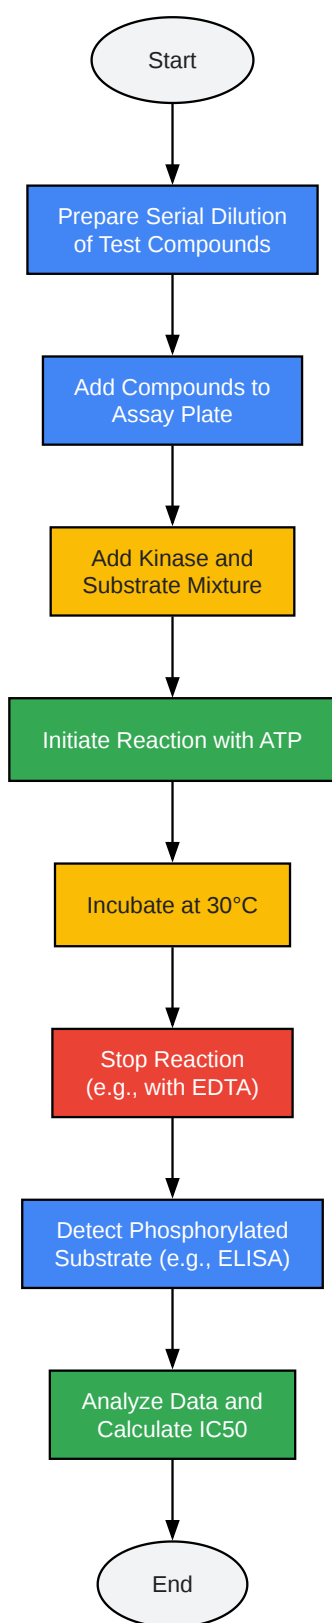 Start
Prepare Serial Dilution
of Test Compounds
Add Compounds to
Assay Plate
Add Kinase and
Substrate Mixture
Initiate Reaction with ATP
Incubate at 30°C
Stop Reaction
(e.g., with EDTA)
Detect Phosphorylated
Substrate (e.g., ELISA)
Analyze Data and
Calculate IC50
End